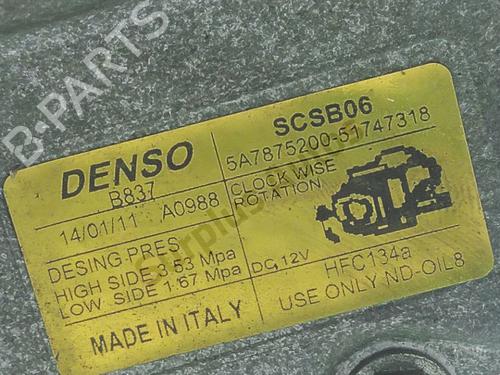 B-PARTS
DENSO
B837
14/01/11 A0988
DESING PRES
HIGH SIDE 3.53 Mpa
LOW SIDE 1.67 Mpa
MADE IN ITALY
SCSB06
5A7875200-51747318
CLOCK WISE
ROTATION
DC,12V
HFC134a
USE ONLY ND-OIL8